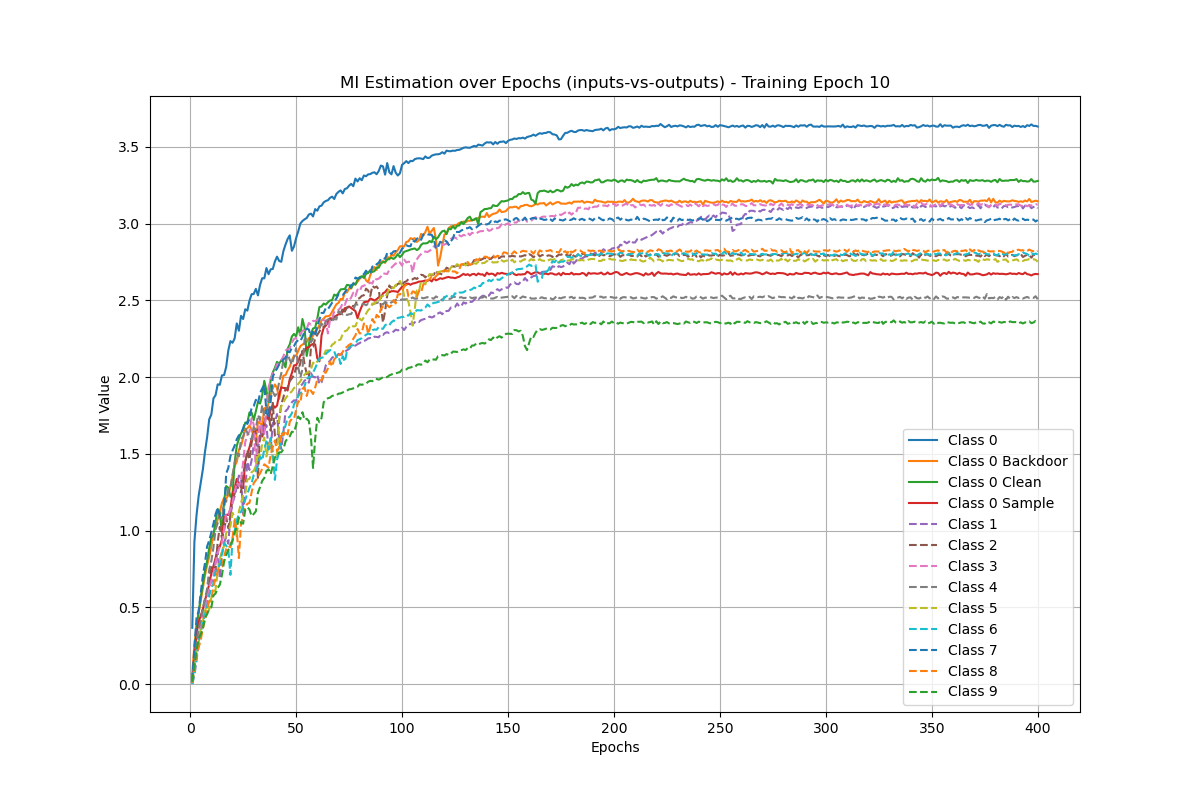 MI Estimation over Epochs (inputs-vs-outputs) - Training Epoch 10
MI Value
3.5
3.0
2.5
2.0
1.5
1.0
0.5
0.0
Class 0
Class 0 Backdoor
Class 0 Clean
Class 0 Sample
Class 1
Class 2
Class 3
Class 4
Class 5
Class 6
Class 7
Class 8
Class 9
0 50 100 150 200 250 300 350 400
Epochs